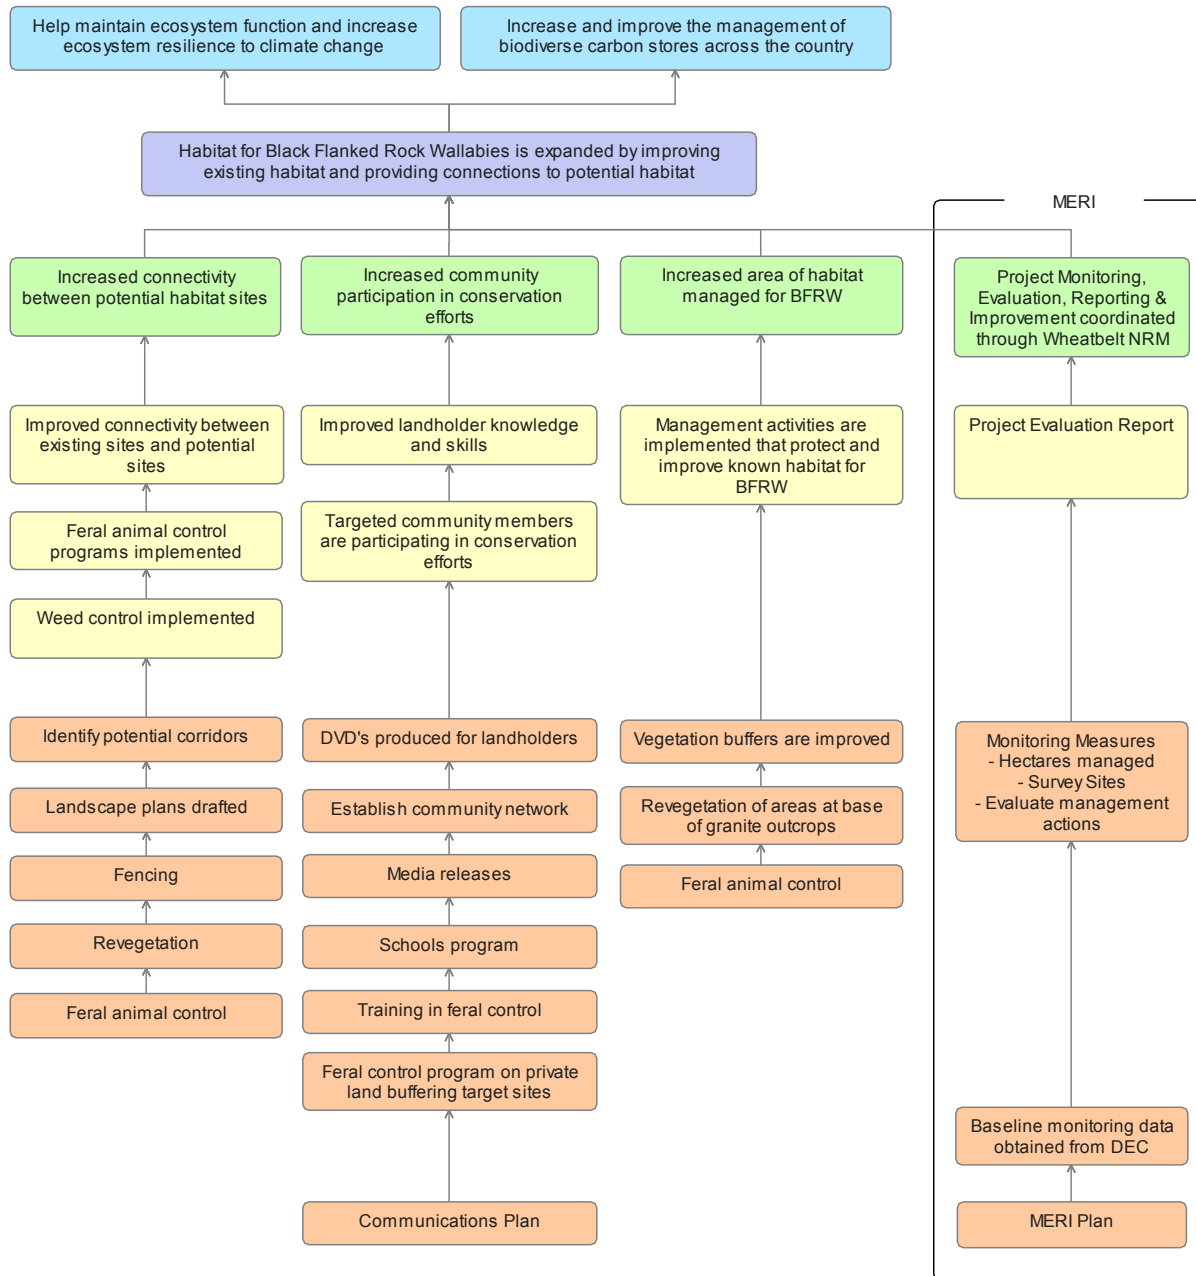 Help maintain ecosystem function and increase
ecosystem resilience to climate change
Increase and improve the management of
biodiverse carbon stores across the country
Habitat for Black Flanked Rock Wallabies is expanded by improving
existing habitat and providing connections to potential habitat
MERI
Increased connectivity
between potential habitat sites
Increased community
participation in conservation
efforts
Increased area of habitat
managed for BFRW
Project Monitoring,
Evaluation, Reporting &
Improvement coordinated
through Wheatbelt NRM
Improved connectivity between
existing sites and potential
sites
Improved landholder knowledge
and skills
Management activities are
implemented that protect and
improve known habitat for
BFRW
Project Evaluation Report
Feral animal control
programs implemented
Targeted community members
are participating in conservation
efforts
Weed control implemented
Identify potential corridors
DVD's produced for landholders
Vegetation buffers are improved
Monitoring Measures
- Hectares managed
- Survey Sites
- Evaluate management
actions
Landscape plans drafted
Establish community network
Revegetation of areas at base
of granite outcrops
Fencing
Media releases
Feral animal control
Revegetation
Schools program
Feral animal control
Training in feral control
Feral control program on private
land buffering target sites
Baseline monitoring data
obtained from DEC
Communications Plan
MERI Plan